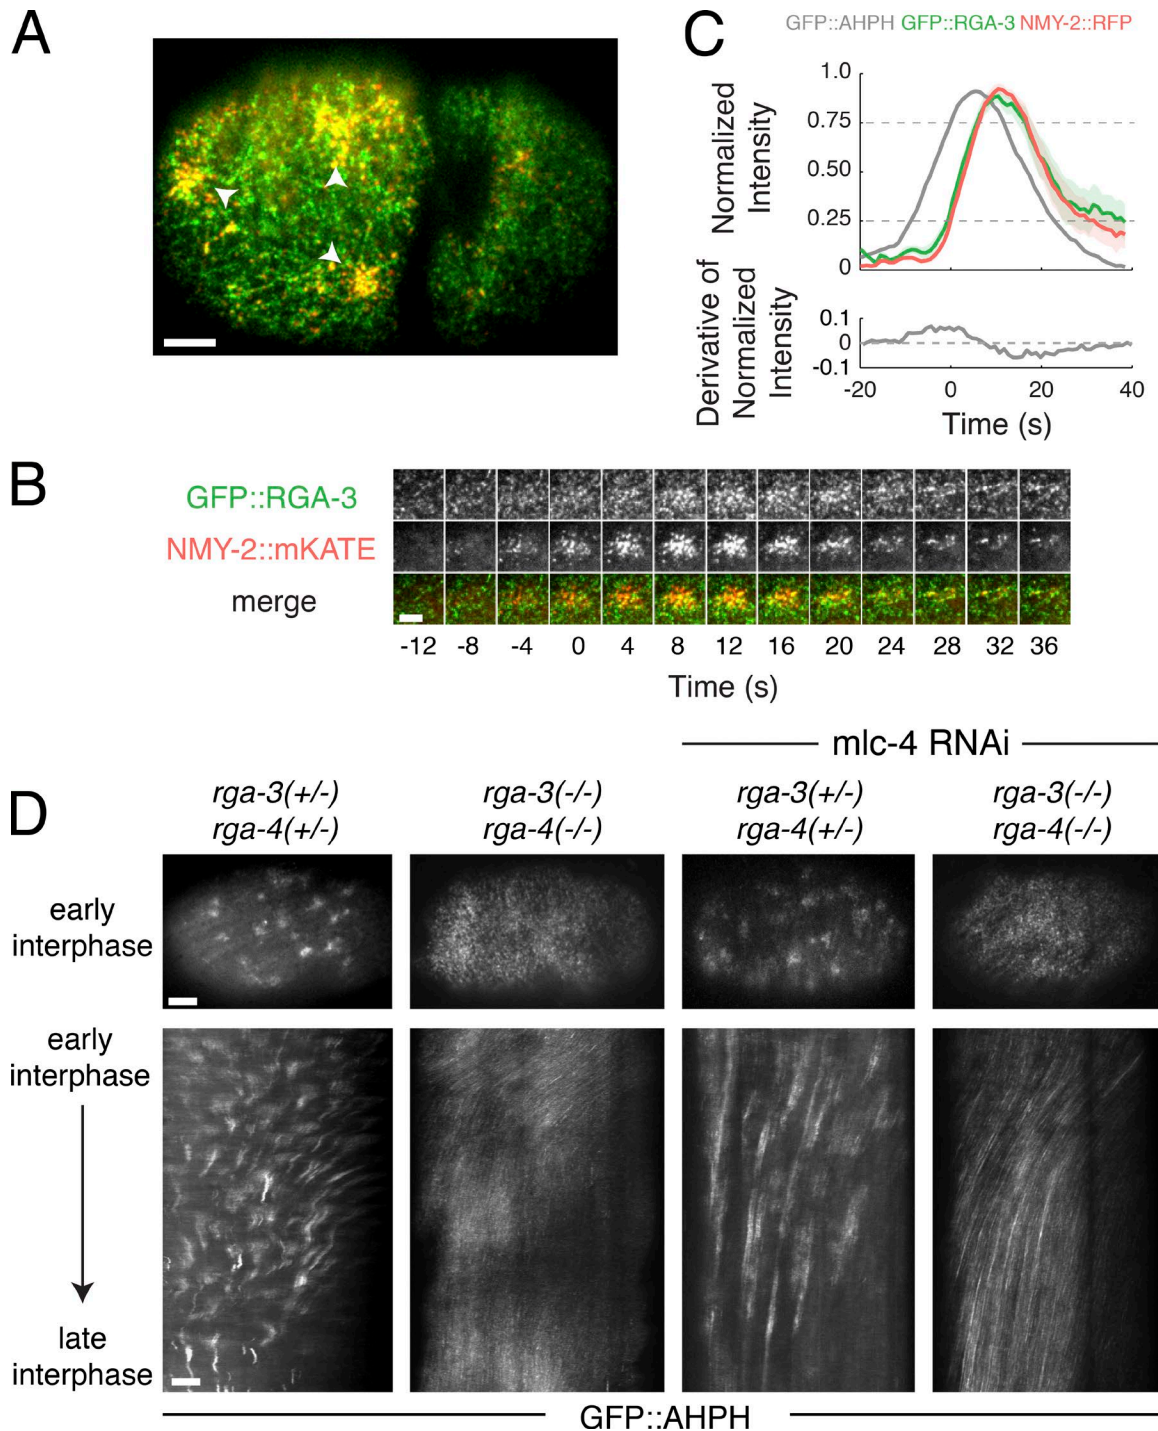 A
C
GFP::AHPH GFP::RGA-3 NMY-2::RFP
Normalized
Intensity
1.0
0.75
0.50
0.25
0
Derivative of
Normalized
Intensity
0.1
0
-0.1
-20 0 20 40
Time (s)
B
GFP::RGA-3
NMY-2::mKATE
merge
-12 -8 -4 0 4 8 12 16 20 24 28 32 36
Time (s)
mlc-4 RNAi
D
rga-3(+/-) rga-3(-/-) rga-3(+/-) rga-3(-/-)
rga-4(+/-) rga-4(-/-) rga-4(+/-) rga-4(-/-)
early
interphase
early
interphase
late
interphase
GFP::AHPH